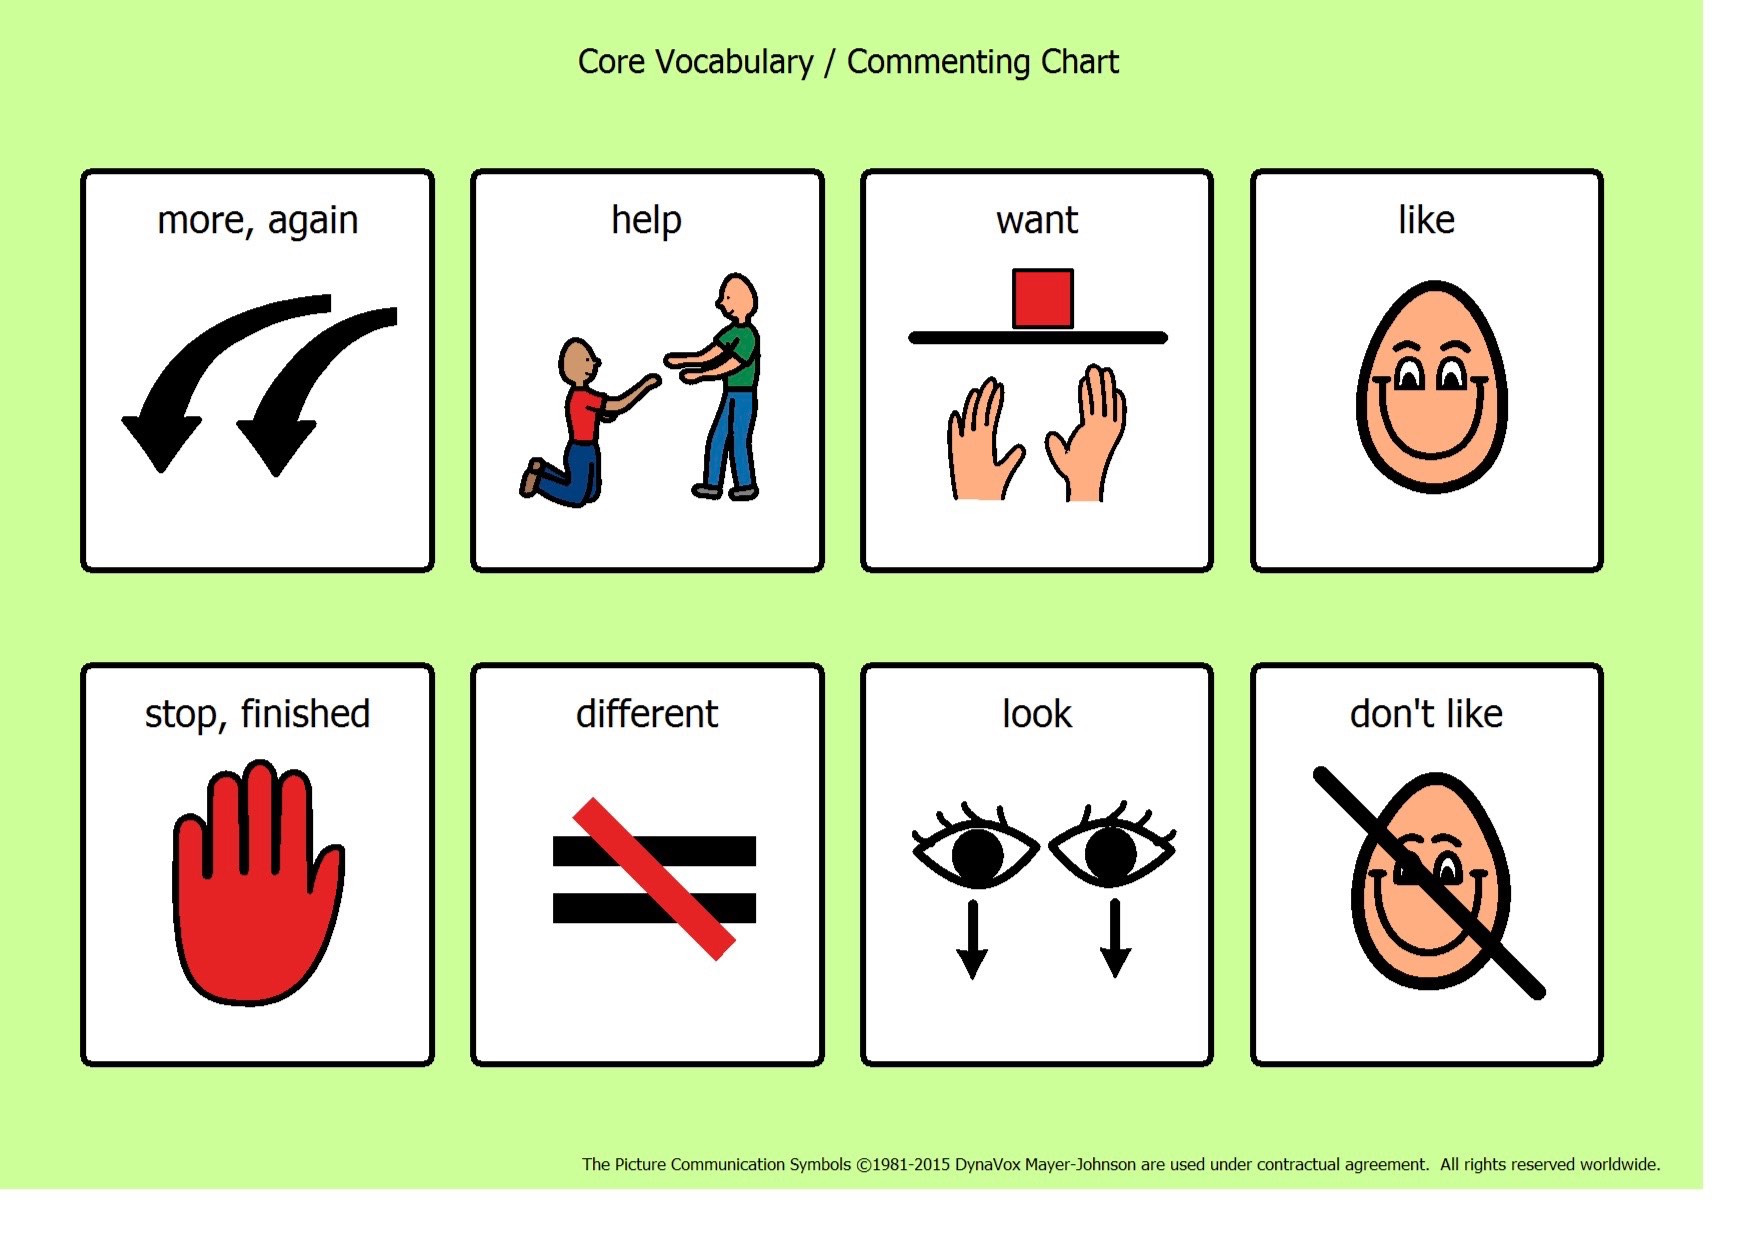 Core Vocabulary / Commenting Chart
more, again
help
want
like
stop, finished
different
look
don't like
The Picture Communication Symbols ©1981-2015 DynaVox Mayer-Johnson are used under contractual agreement.  All rights reserved worldwide.